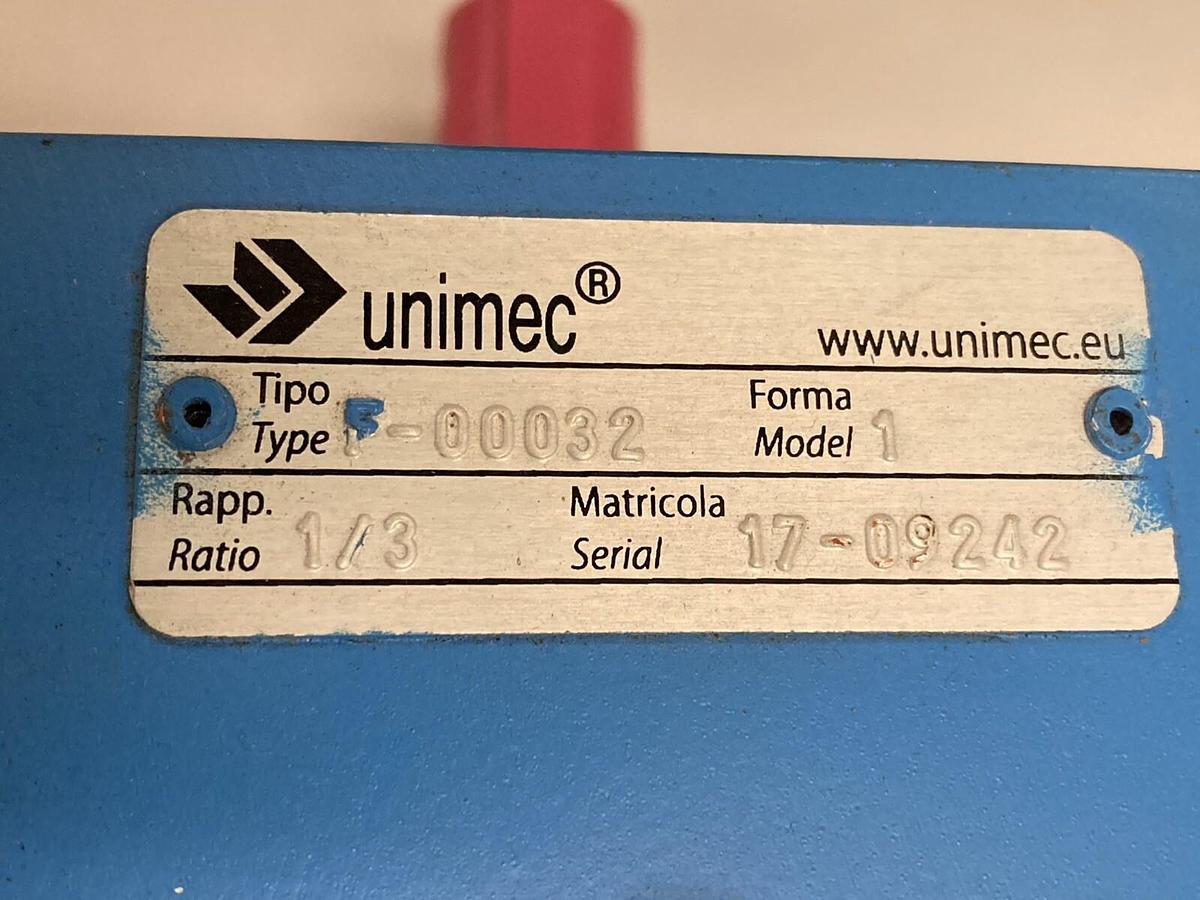 unimec®
www.unimec.eu
Tipo
Type F-00032
Forma
Model 1
Rapp.
Ratio 1/3
Matricola
Serial 17-09242